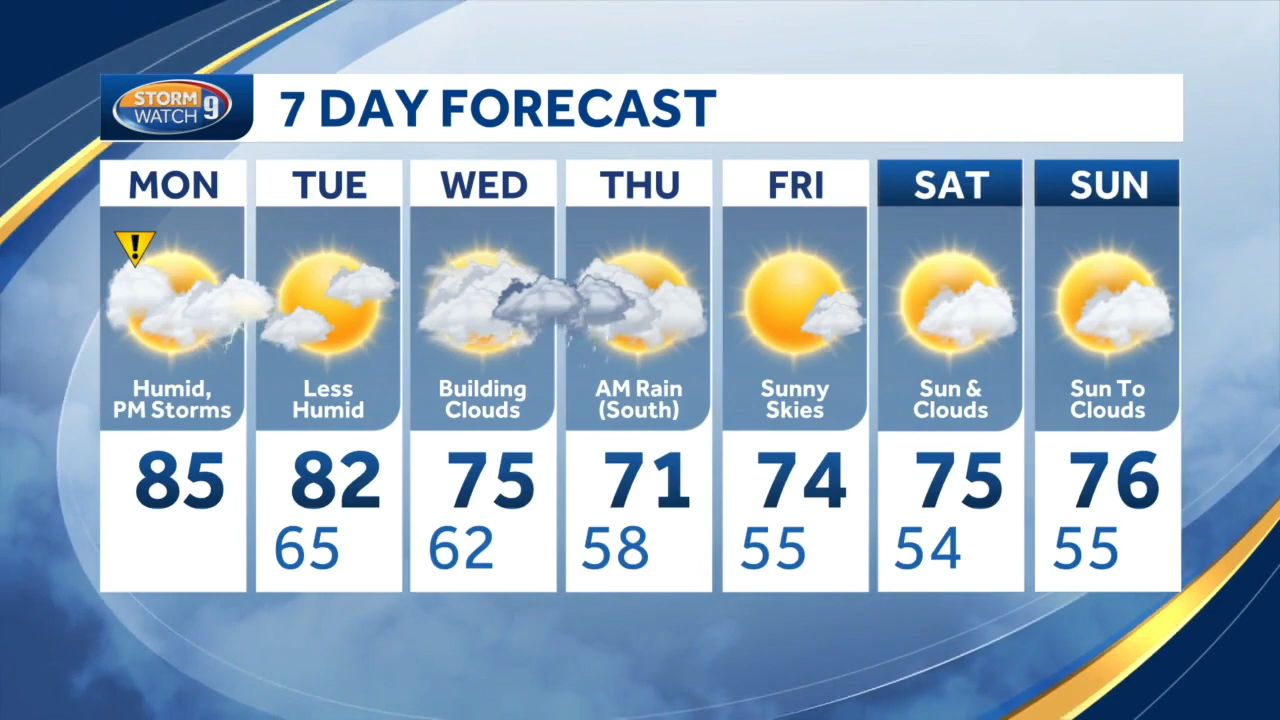 STORM
WATCH 9
7 DAY FORECAST
MON TUE WED THU FRI SAT SUN
!
Humid, Less Building AM Rain Sunny Sun & Sun To
PM Storms Humid Clouds (South) Skies Clouds Clouds
85 82 75 71 74 75 76
65 62 58 55 54 55